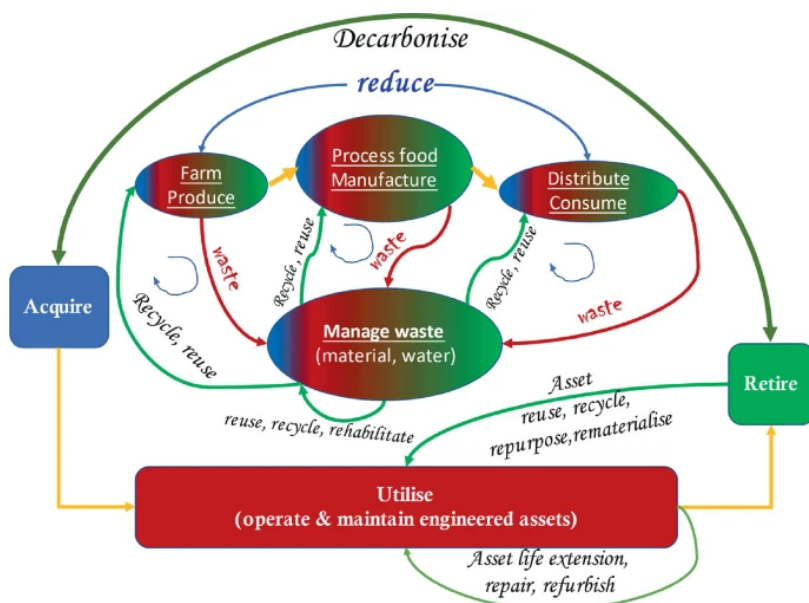 Decarbonise
reduce
Farm
Produce
Process food
Manufacture
Distribute
Consume
waste
Recycle, reuse
waste
Recycle, reuse
waste
Recycle, reuse
Acquire
Manage waste
(material, water)
reuse, recycle, rehabilitate
Asset
reuse, recycle,
repurpose,rematerialise
Retire
Utilise
(operate & maintain engineered assets)
Asset life extension,
repair, refurbish